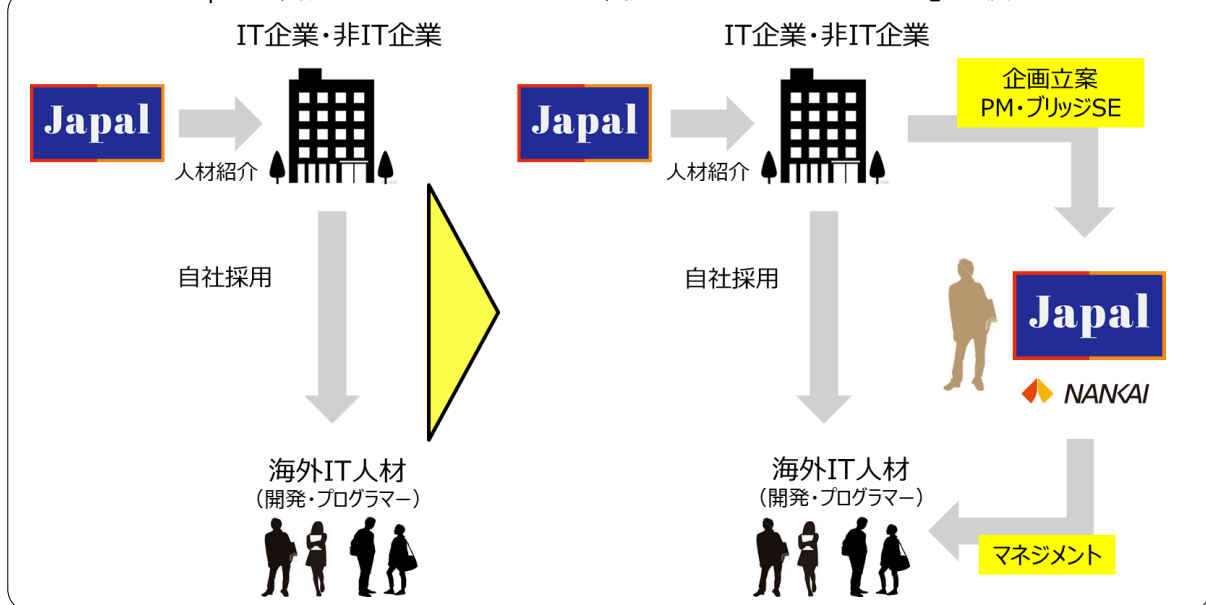 IT企業・非IT企業
Japal
人材紹介
自社採用
海外IT人材
（開発・プログラマー）
IT企業・非IT企業
Japal
人材紹介
企画立案
PM・ブリッジSE
自社採用
Japal
NANKAI
海外IT人材
（開発・プログラマー）
マネジメント